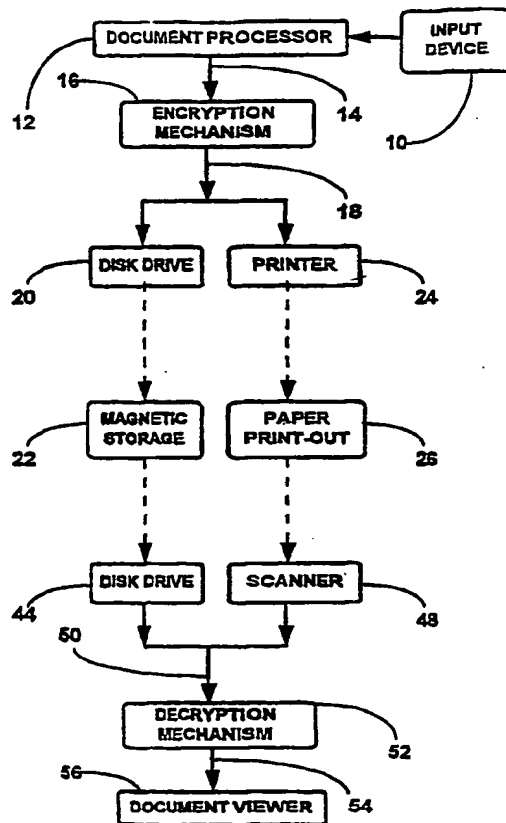 DOCUMENT PROCESSOR
INPUT
DEVICE
12
16
14
10
ENCRYPTION
MECHANISM
18
DISK DRIVE
PRINTER
20
24
MAGNETIC
STORAGE
PAPER
PRINT-OUT
22
26
DISK DRIVE
SCANNER
44
48
50
DECRYPTION
MECHANISM
52
56
54
DOCUMENT VIEWER